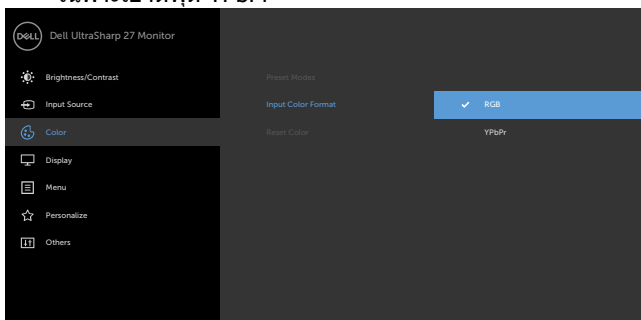 DELL Dell UltraSharp 27 Monitor
Brightness/Contrast Preset Modes
Input Source Input Color Format RGB
Color Reset Color YPbPr
Display
Menu
Personalize
Others